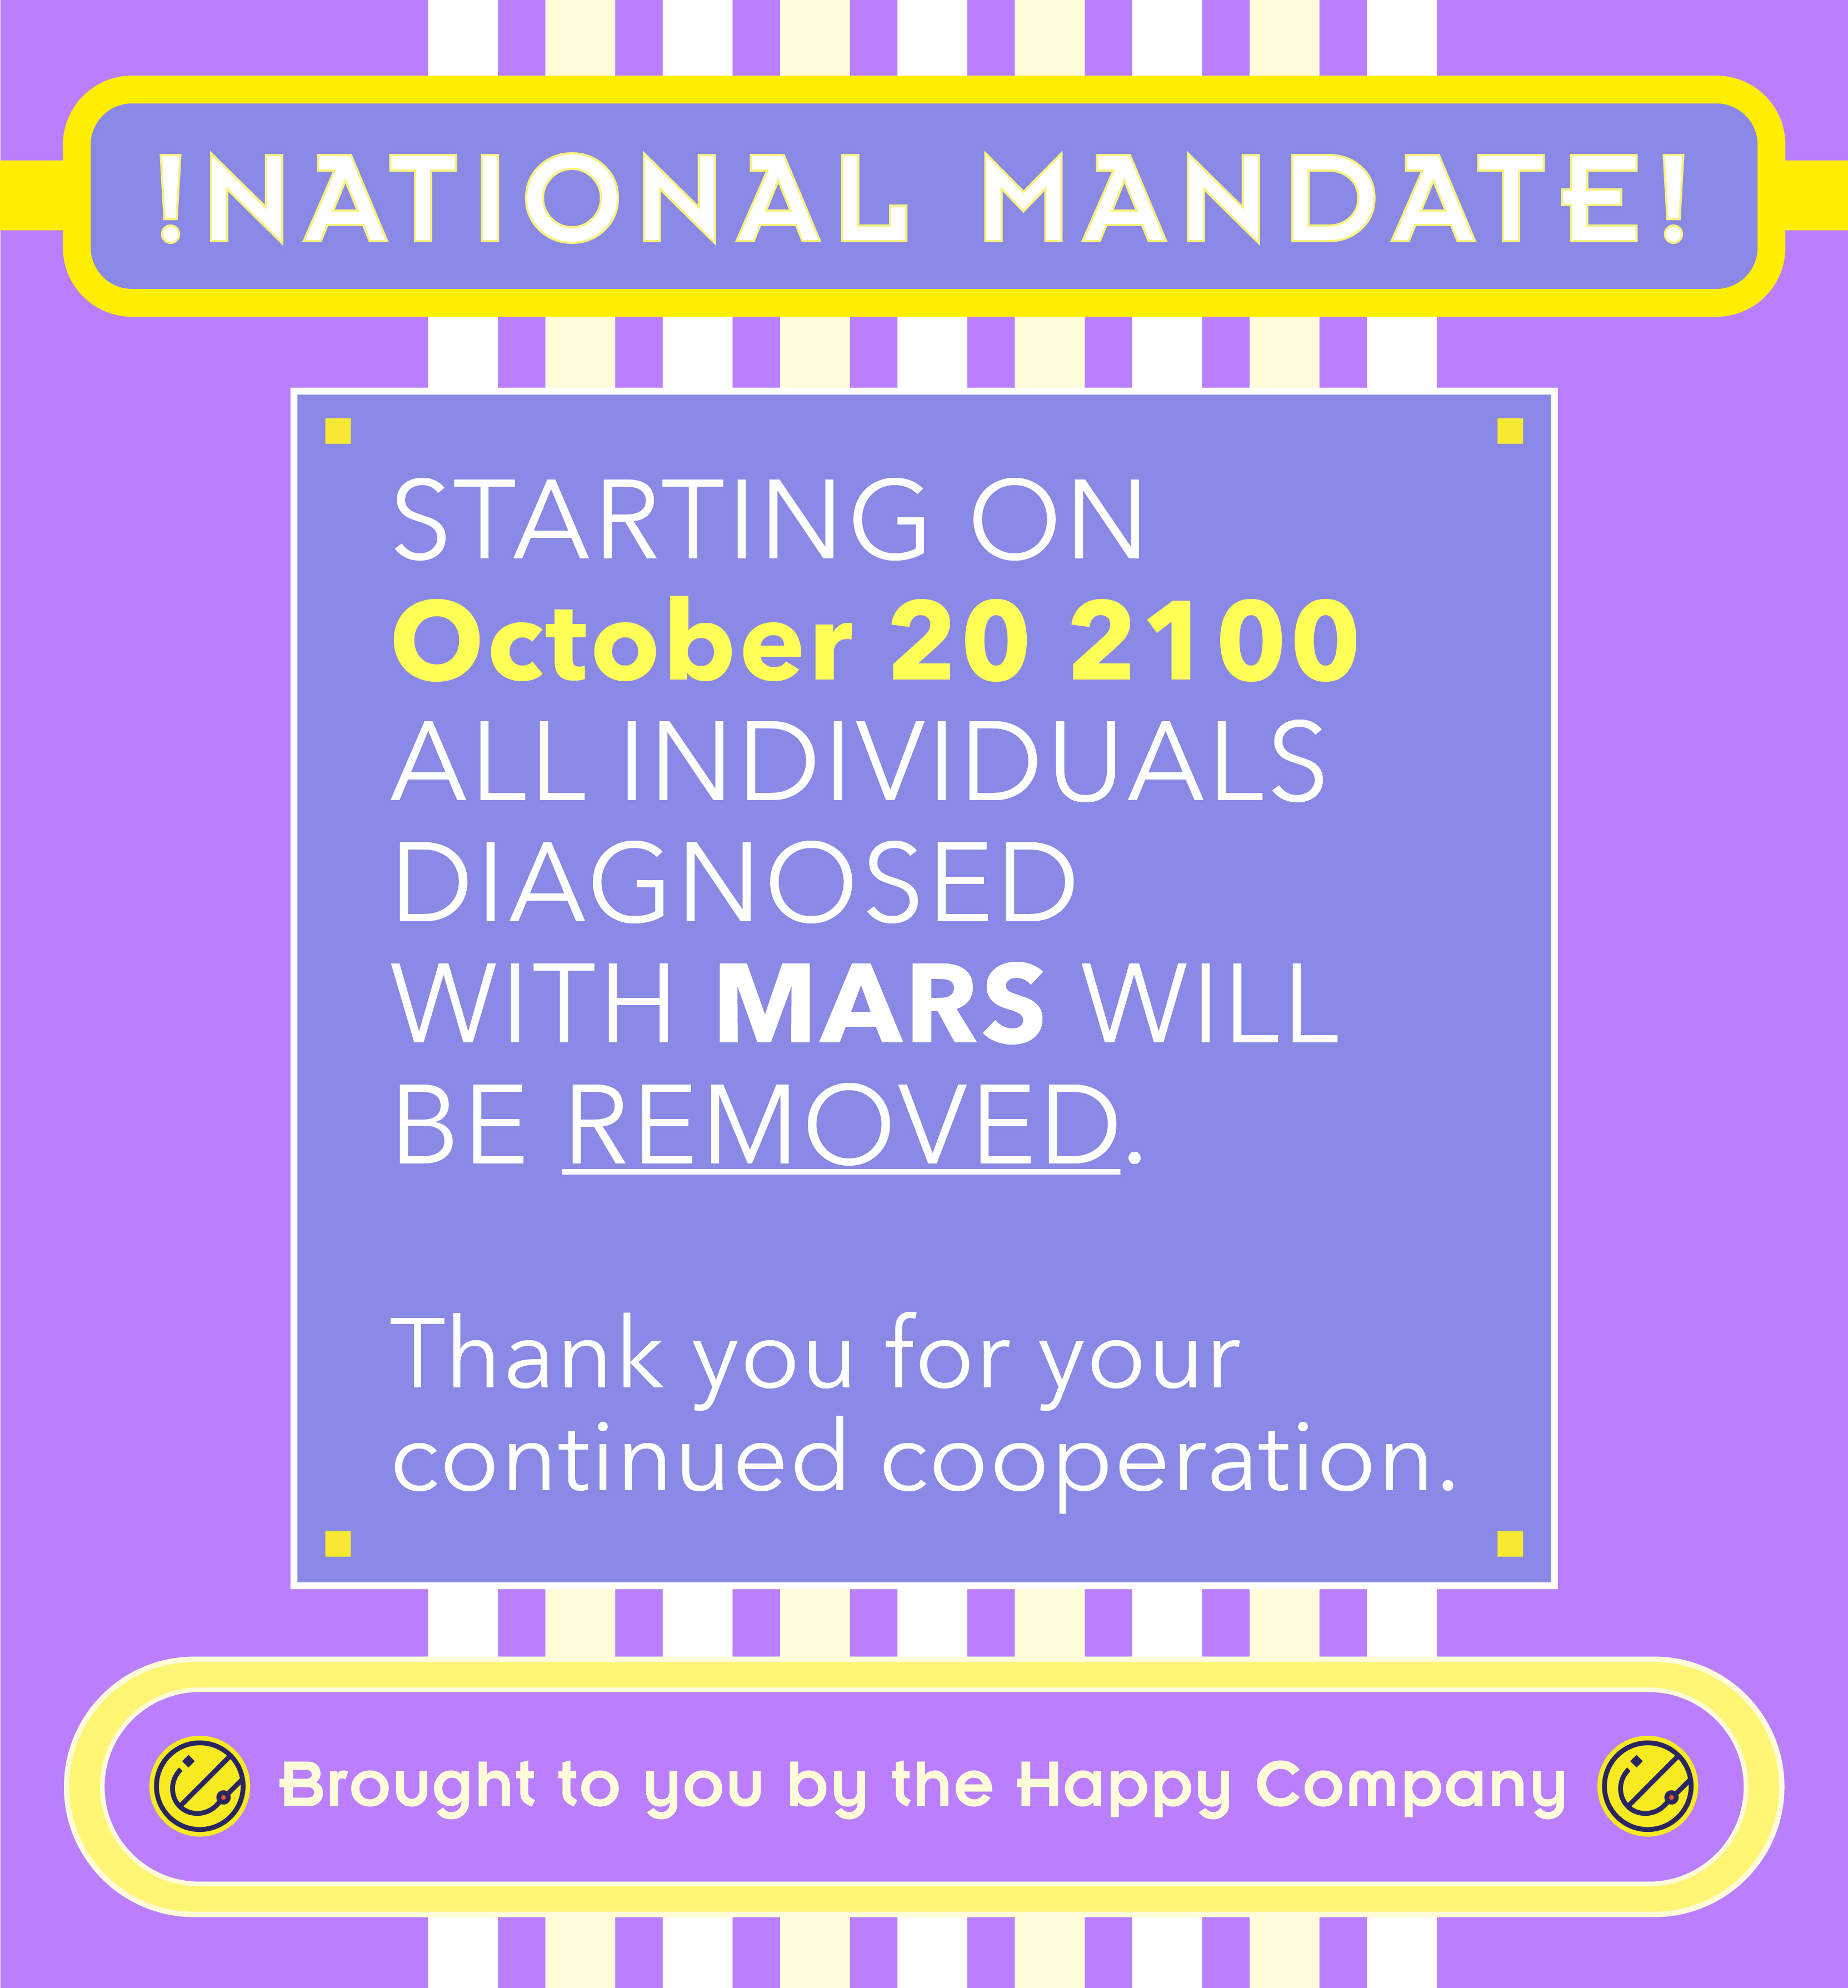 !NATIONAL MANDATE!
STARTING ON
October 20 2100
ALL INDIVIDUALS
DIAGNOSED
WITH MARS WILL
BE REMOVED.
Thank you for your
continued cooperation.
Brought to you by the Happy Company